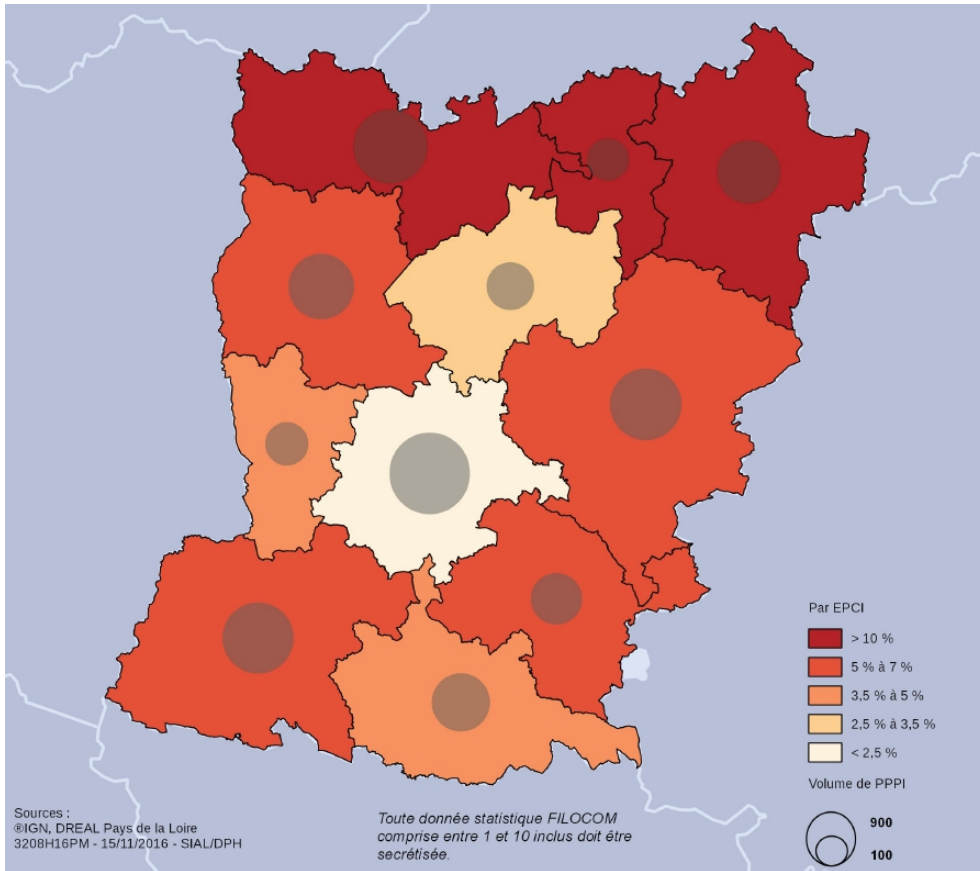 Par EPCI
> 10 %
5 % à 7 %
3,5 % à 5 %
2,5 % à 3,5 %
< 2,5 %
Volume de PPPI
900
100
Sources :
®IGN, DREAL Pays de la Loire
3208H16PM - 15/11/2016 - SIAL/DPH
Toute donnée statistique FILOCOM
comprise entre 1 et 10 inclus doit être
secrétisée.